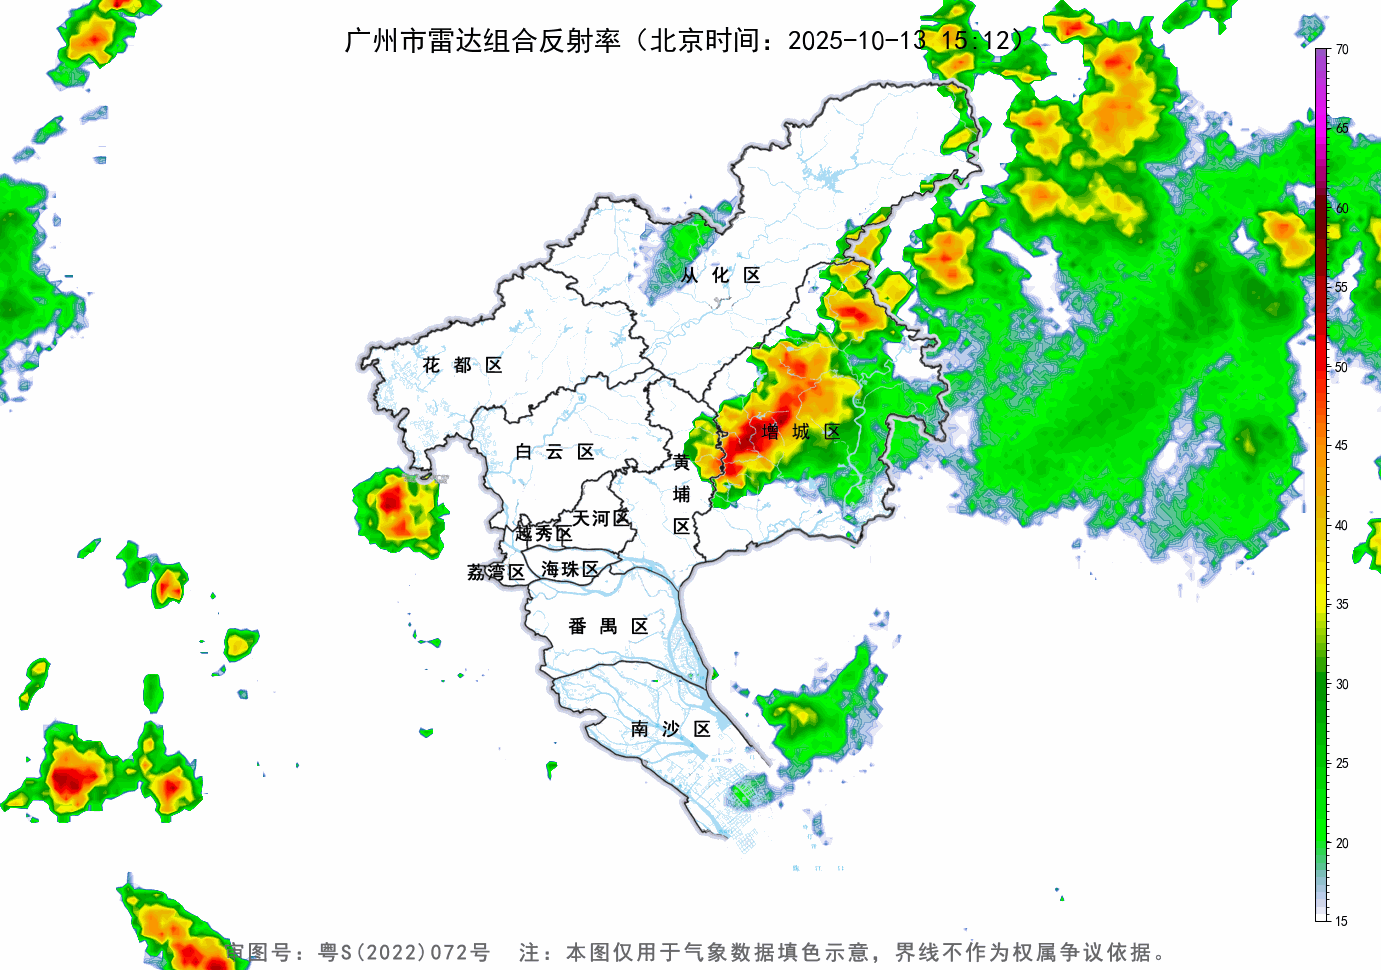 广州市雷达组合反射率（北京时间：2025-10-13 15:12）
70
65
60
55
50
45
40
35
30
25
20
15
从化区
花都区
增城区
白云区
黄埔区
天河区
越秀区
荔湾区
海珠区
番禺区
南沙区
审图号：粤S(2022)072号 注：本图仅用于气象数据填色示意，界线不作为权属争议依据。